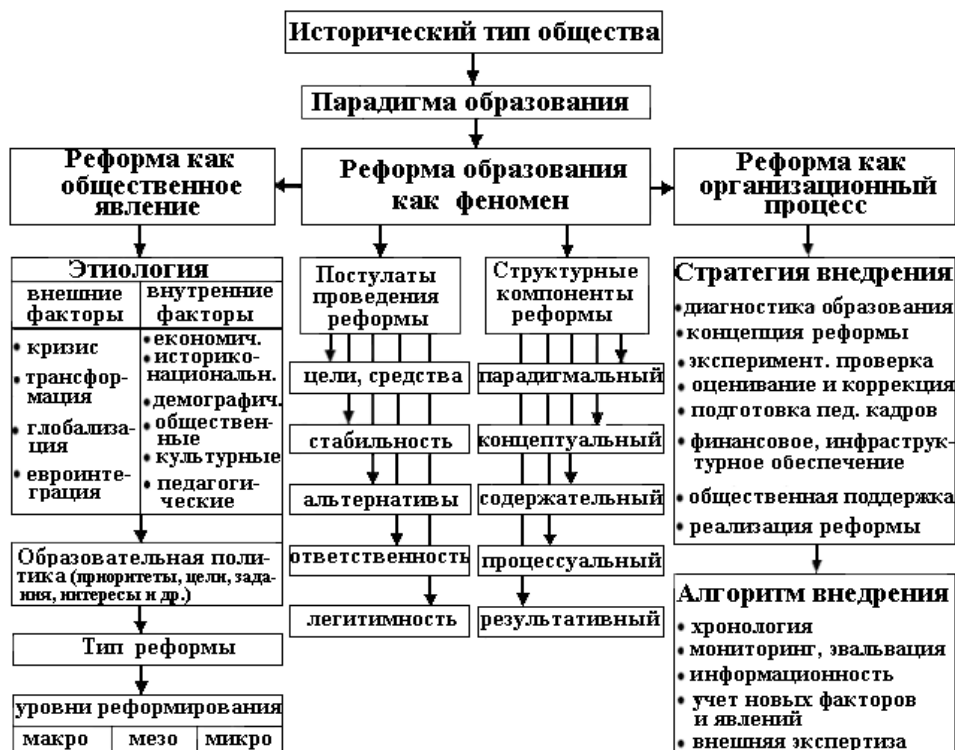 Исторический тип общества
Парадигма образования
Реформа как
общественное
явление
Реформа образования
как феномен
Реформа как
организационный
процесс
Этиология
внешние
факторы
внутренние
факторы
• кризис
• трансфор-
мация
• глобализа-
ция
• евроинте-
грация
• економич.
• историко-
национальн.
• демографич.
• обществен-
ные
• культурные
• педагоги-
ческие
Образовательная поли-
тика (приоритеты, цели, зада-
ния, интересы и др.)
Тип реформы
уровни реформирования
макро
мезо
микро
Постулаты
проведения
реформы
цели, средства
стабильность
альтернативы
ответственность
легитимность
Структурные
компоненты
реформы
парадигмальный
концептуальный
содержательный
процессуальный
результативный
Стратегия внедрения
• диагностика образования
• концепция реформы
• эксперимент. проверка
• оценивание и коррекция
• подготовка пед. кадров
• финансовое, инфраструк-
турное обеспечение
• общественная поддержка
• реализация реформы
Алгоритм внедрения
• хронология
• мониторинг, эвальвация
• информационность
• учет новых факторов
и явлений
• внешняя экспертиза